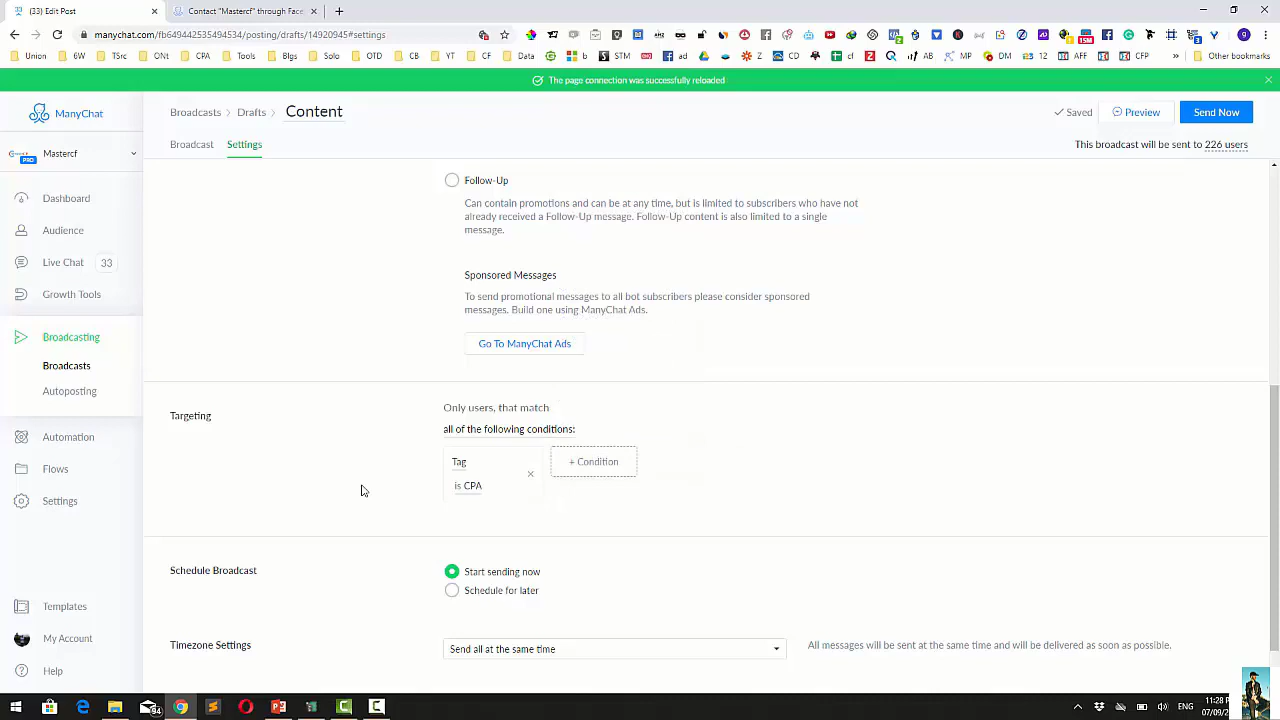 (33) Edit Post
Contact "Mastercf" through Fac
manychat.com/fb649442535494534/posting/drafts/14920945#settings
Union
6W
TSrc
ONt
CPA
Tools
Blgs
Solo
OTO
CB
YT
CF
Data
STM
ad
Z
CD
cf
AB
MP
DM
12
AFF
CFP
Other bookmarks
The page connection was successfully reloaded
ManyChat
Broadcasts
Drafts
Content
Saved
Preview
Send Now
Mastercf
PRO
Broadcast
Settings
This broadcast will be sent to 226 users
Dashboard
Audience
Live Chat 33
Growth Tools
Broadcasting
Broadcasts
Autoposting
Automation
Flows
Settings
Templates
My Account
Help
Follow-Up
Can contain promotions and can be at any time, but is limited to subscribers who have not
already received a Follow-Up message. Follow-Up content is also limited to a single
message.
Sponsored Messages
To send promotional messages to all bot subscribers please consider sponsored
messages. Build one using ManyChat Ads.
Go To ManyChat Ads
Targeting
Only users, that match
all of the following conditions:
Tag
is CPA
+ Condition
Schedule Broadcast
Start sending now
Schedule for later
Timezone Settings
Send all at the same time
All messages will be sent at the same time and will be delivered as soon as possible.
ENG
11:28
07/09/